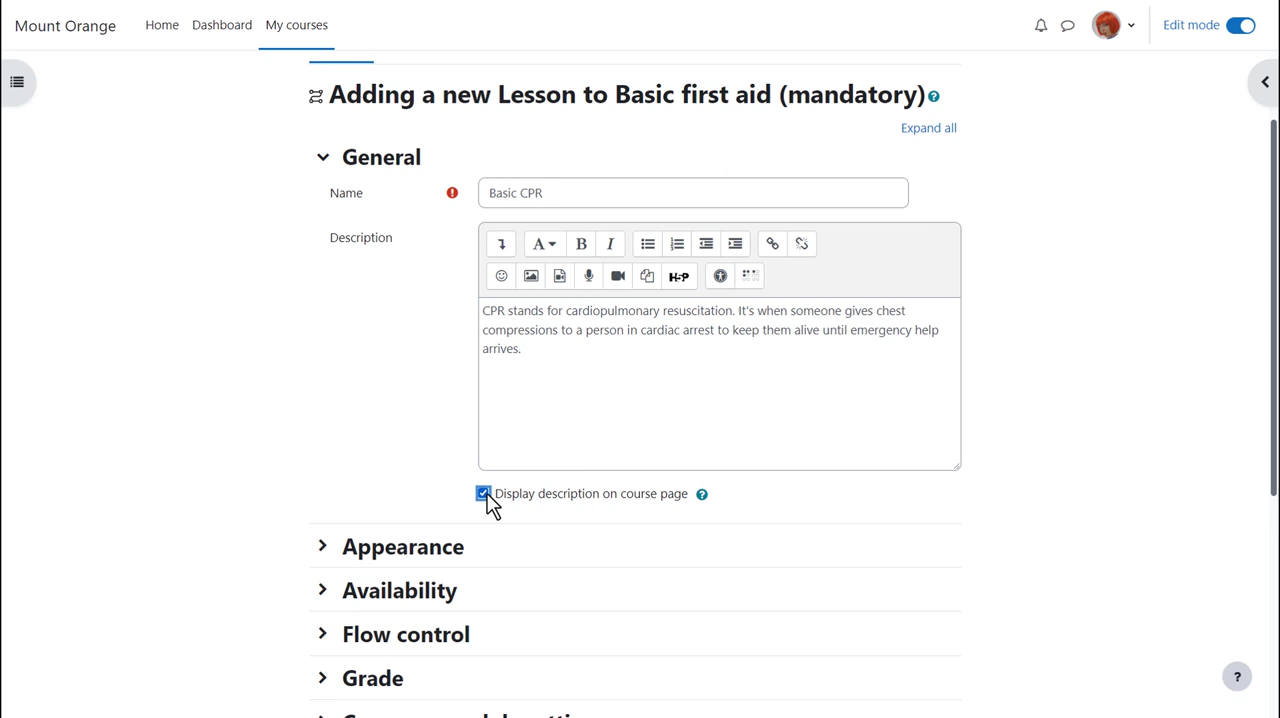 Mount Orange
Home
Dashboard
My courses
Edit mode
Adding a new Lesson to Basic first aid (mandatory)
Expand all
General
Name
Basic CPR
Description
A
B
I
H5P
CPR stands for cardiopulmonary resuscitation. It's when someone gives chest
compressions to a person in cardiac arrest to keep them alive until emergency help
arrives.
Display description on course page
Appearance
Availability
Flow control
Grade
?